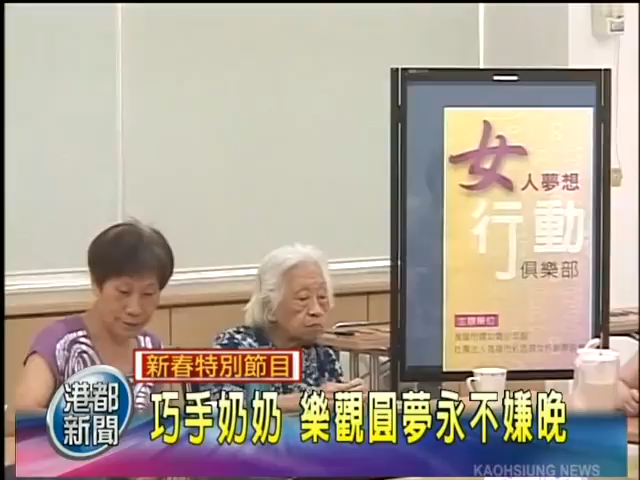 女人夢想
行動
俱樂部
主辦單位
新春特別節目
港都
新聞
巧手奶奶 樂觀圓夢永不嫌晚
KAOHSIUNG NEWS